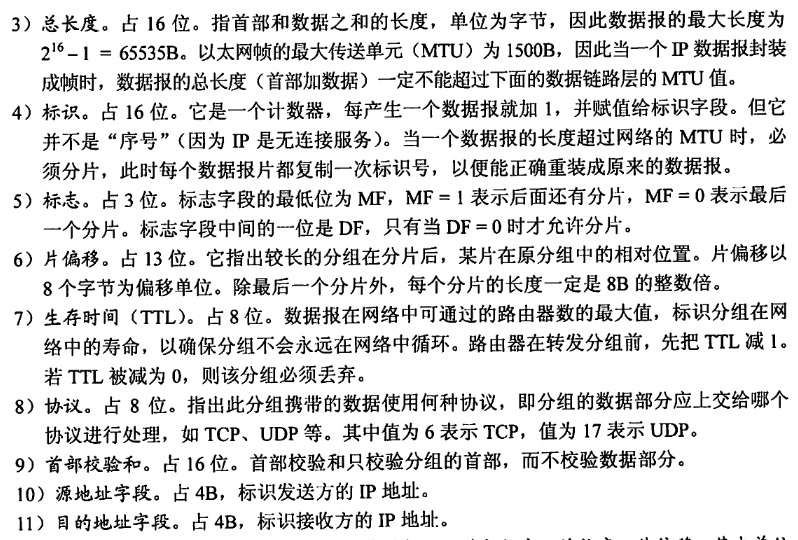 3）总长度。占 16 位。指首部和数据之和的长度，单位为字节，因此数据报的最大长度为
2¹⁶−1 = 65535B。以太网帧的最大传送单元（MTU）为 1500B，因此当一个 IP 数据报封装
成帧时，数据报的总长度（首部加数据）一定不能超过下面的数据链路层的 MTU 值。
4）标识。占 16 位。它是一个计数器，每产生一个数据报就加 1，并赋值给标识字段。但它
并不是“序号”（因为 IP 是无连接服务）。当一个数据报的长度超过网络的 MTU 时，必
须分片，此时每个数据报片都复制一次标识号，以便能正确重装成原来的数据报。
5）标志。占 3 位。标志字段的最低位为 MF，MF = 1 表示后面还有分片，MF = 0 表示最后
一个分片。标志字段中间的一位是 DF，只有当 DF = 0 时才允许分片。
6）片偏移。占 13 位。它指出较长的分组在分片后，某片在原分组中的相对位置。片偏移以
8 个字节为偏移单位。除最后一个分片外，每个分片的长度一定是 8B 的整数倍。
7）生存时间（TTL）。占 8 位。数据报在网络中可通过的路由器数的最大值，标识分组在网
络中的寿命，以确保分组不会永远在网络中循环。路由器在转发分组前，先把 TTL 减 1。
若 TTL 被减为 0，则该分组必须丢弃。
8）协议。占 8 位。指出此分组携带的数据使用何种协议，即分组的数据部分应上交给哪个
协议进行处理，如 TCP、UDP 等。其中值为 6 表示 TCP，值为 17 表示 UDP。
9）首部校验和。占 16 位。首部校验和只校验分组的首部，而不校验数据部分。
10）源地址字段。占 4B，标识发送方的 IP 地址。
11）目的地址字段。占 4B，标识接收方的 IP 地址。